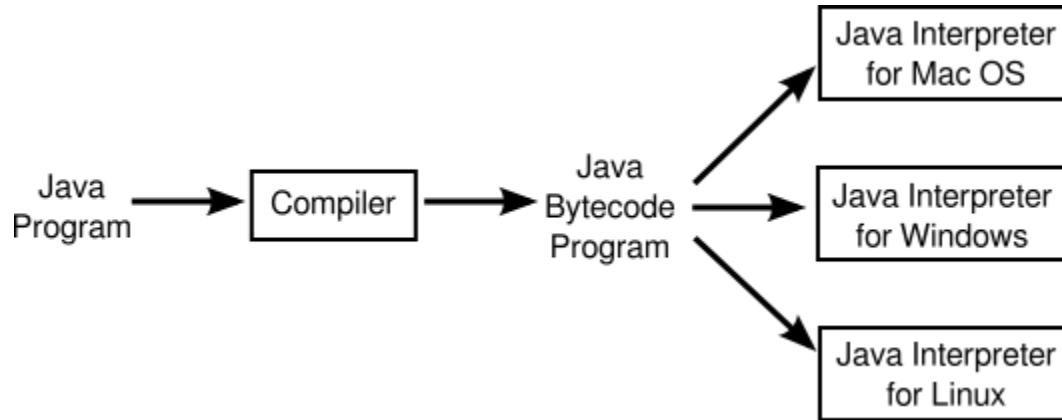 Java
Program
Compiler
Java
Bytecode
Program
Java Interpreter
for Mac OS
Java Interpreter
for Windows
Java Interpreter
for Linux